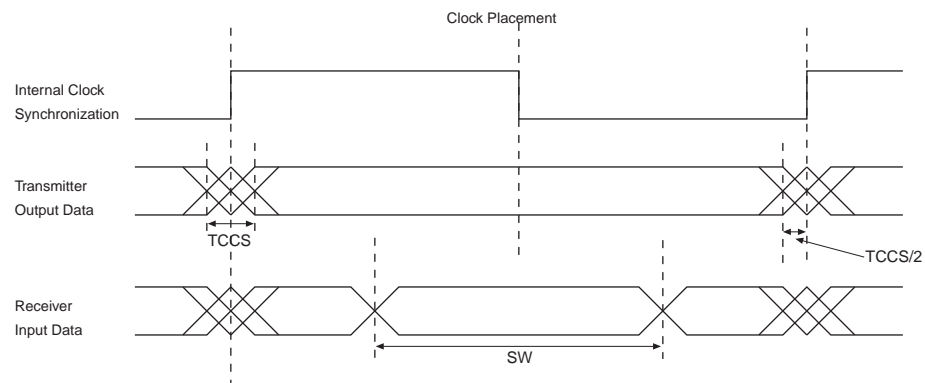 Clock Placement
Internal Clock
Synchronization
Transmitter
Output Data
TCCS
TCCS/2
Receiver
Input Data
SW